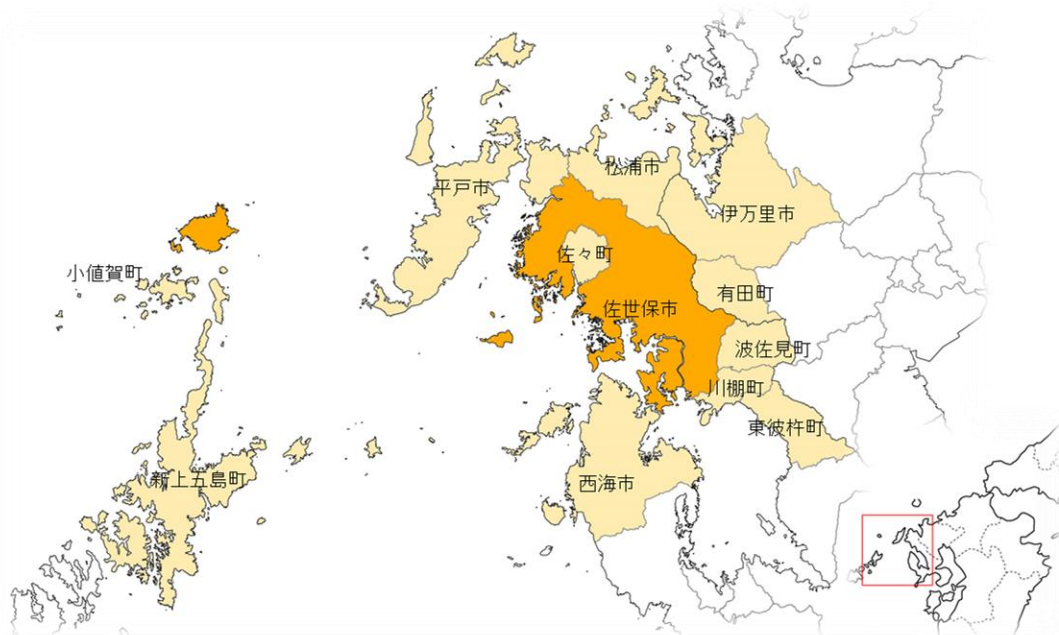 松浦市
平戸市
伊万里市
佐々町
小値賀町
有田町
佐世保市
波佐見町
川棚町
東彼杵町
新上五島町
西海市